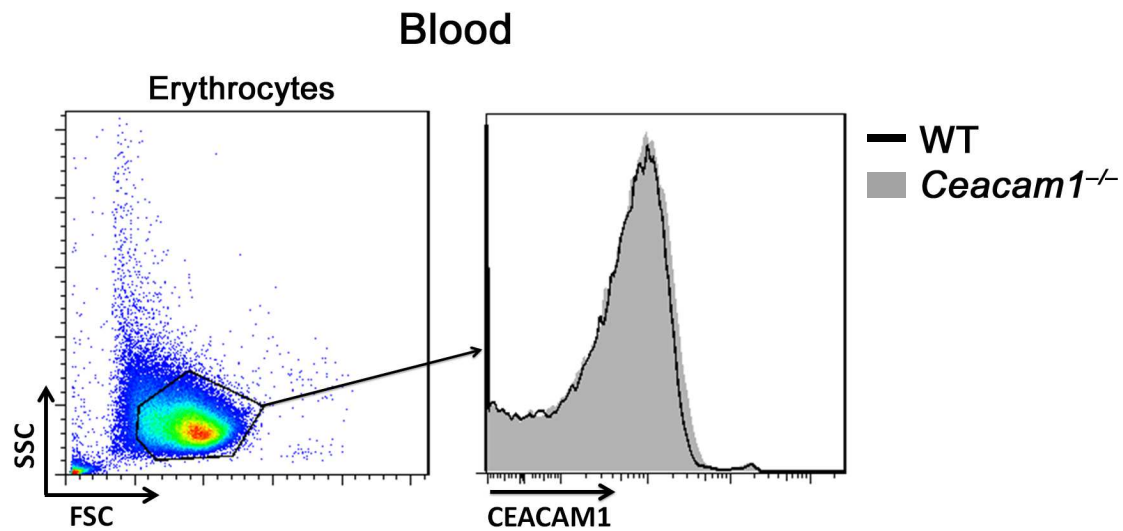 Blood
Erythrocytes
WT
Ceacam1–/–
SSC
FSC
CEACAM1